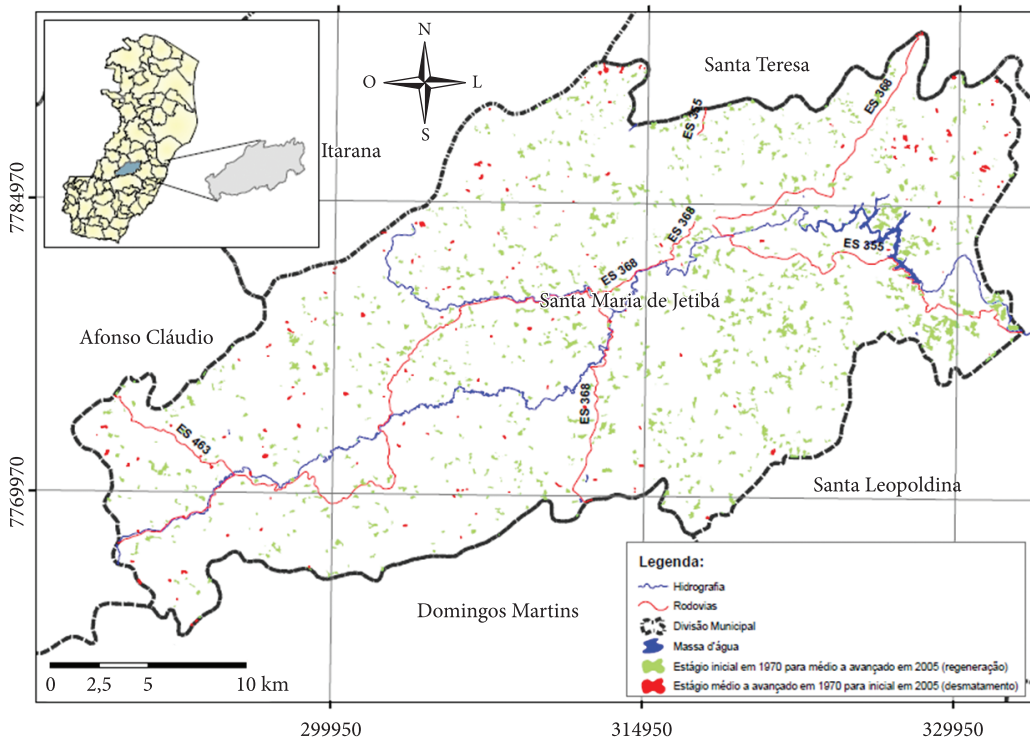 N
O
L
S
Santa Teresa
Itarana
ES 368
ES 355
7784970
ES 368
ES 355
ES 368
Santa Maria de Jetibá
Afonso Cláudio
ES 368
ES 463
7769970
Santa Leopoldina
Domingos Martins
Legenda:
Hidrografia
Rodovias
Divisão Municipal
Massa d'água
Estágio inicial em 1970 para médio a avançado em 2005 (regeneração)
Estágio médio a avançado em 1970 para inicial em 2005 (desmatamento)
0 2,5 5 10 km
299950 314950 329950